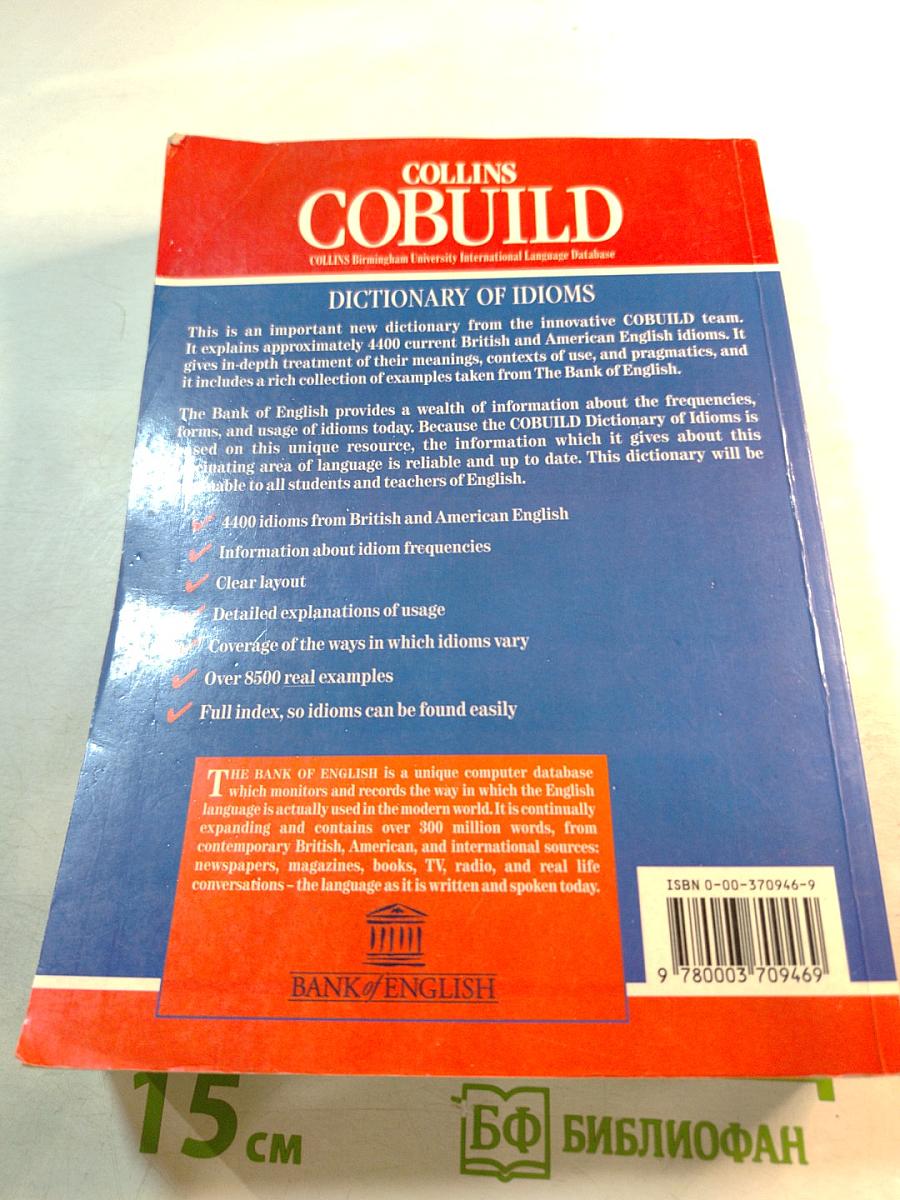 COLLINS
COBUILD
COLLINS Birmingham University International Language Database
DICTIONARY OF IDIOMS
This is an important new dictionary from the innovative COBUILD team.
It explains approximately 4400 current British and American English idioms. It
gives in-depth treatment of their meanings, contexts of use, and pragmatics, and
it includes a rich collection of examples taken from The Bank of English.
The Bank of English provides a wealth of information about the frequencies,
forms, and usage of idioms today. Because the COBUILD Dictionary of Idioms is
on this unique resource, the information which it gives about this
area of language is reliable and up to date. This dictionary will be
to all students and teachers of English.
4400 idioms from British and American English
Information about idiom frequencies
Clear layout
Detailed explanations of usage
Coverage of the ways in which idioms vary
Over 8500 real examples
Full index, so idioms can be found easily
THE BANK OF ENGLISH is a unique computer database
which monitors and records the way in which the English
language is actually used in the modern world. It is continually
expanding and contains over 300 million words, from
contemporary British, American, and international sources:
newspapers, magazines, books, TV, radio, and real life
conversations – the language as it is written and spoken today.
BANK of ENGLISH
ISBN 0-00-370946-9
9 780003 709469
15 см
БФ БИБЛИОФАН